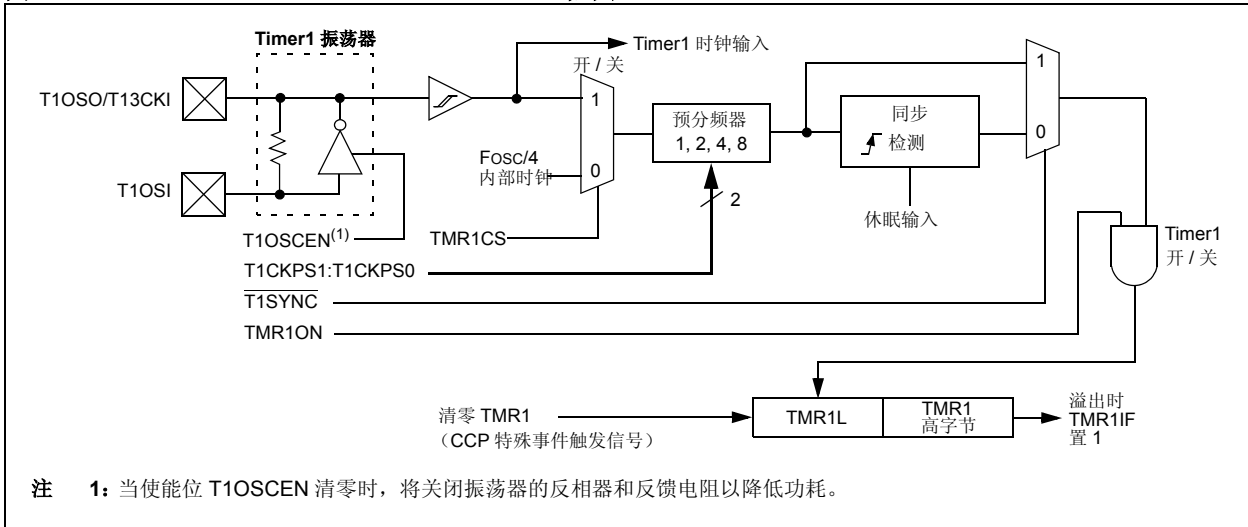 Timer1 振荡器
Timer1 时钟输入
开 / 关
T1OSO/T13CKI
1
1
预分频器
1, 2, 4, 8
同步
检测
0
FOSC/4
内部时钟
0
T1OSI
2
休眠输入
T1OSCEN(1)
TMR1CS
Timer1
开 / 关
T1CKPS1:T1CKPS0
T1SYNC
TMR1ON
清零 TMR1
（CCP 特殊事件触发信号）
TMR1L
TMR1
高字节
溢出时
TMR1IF
置 1
注 1: 当使能位 T1OSCEN 清零时，将关闭振荡器的反相器和反馈电阻以降低功耗。